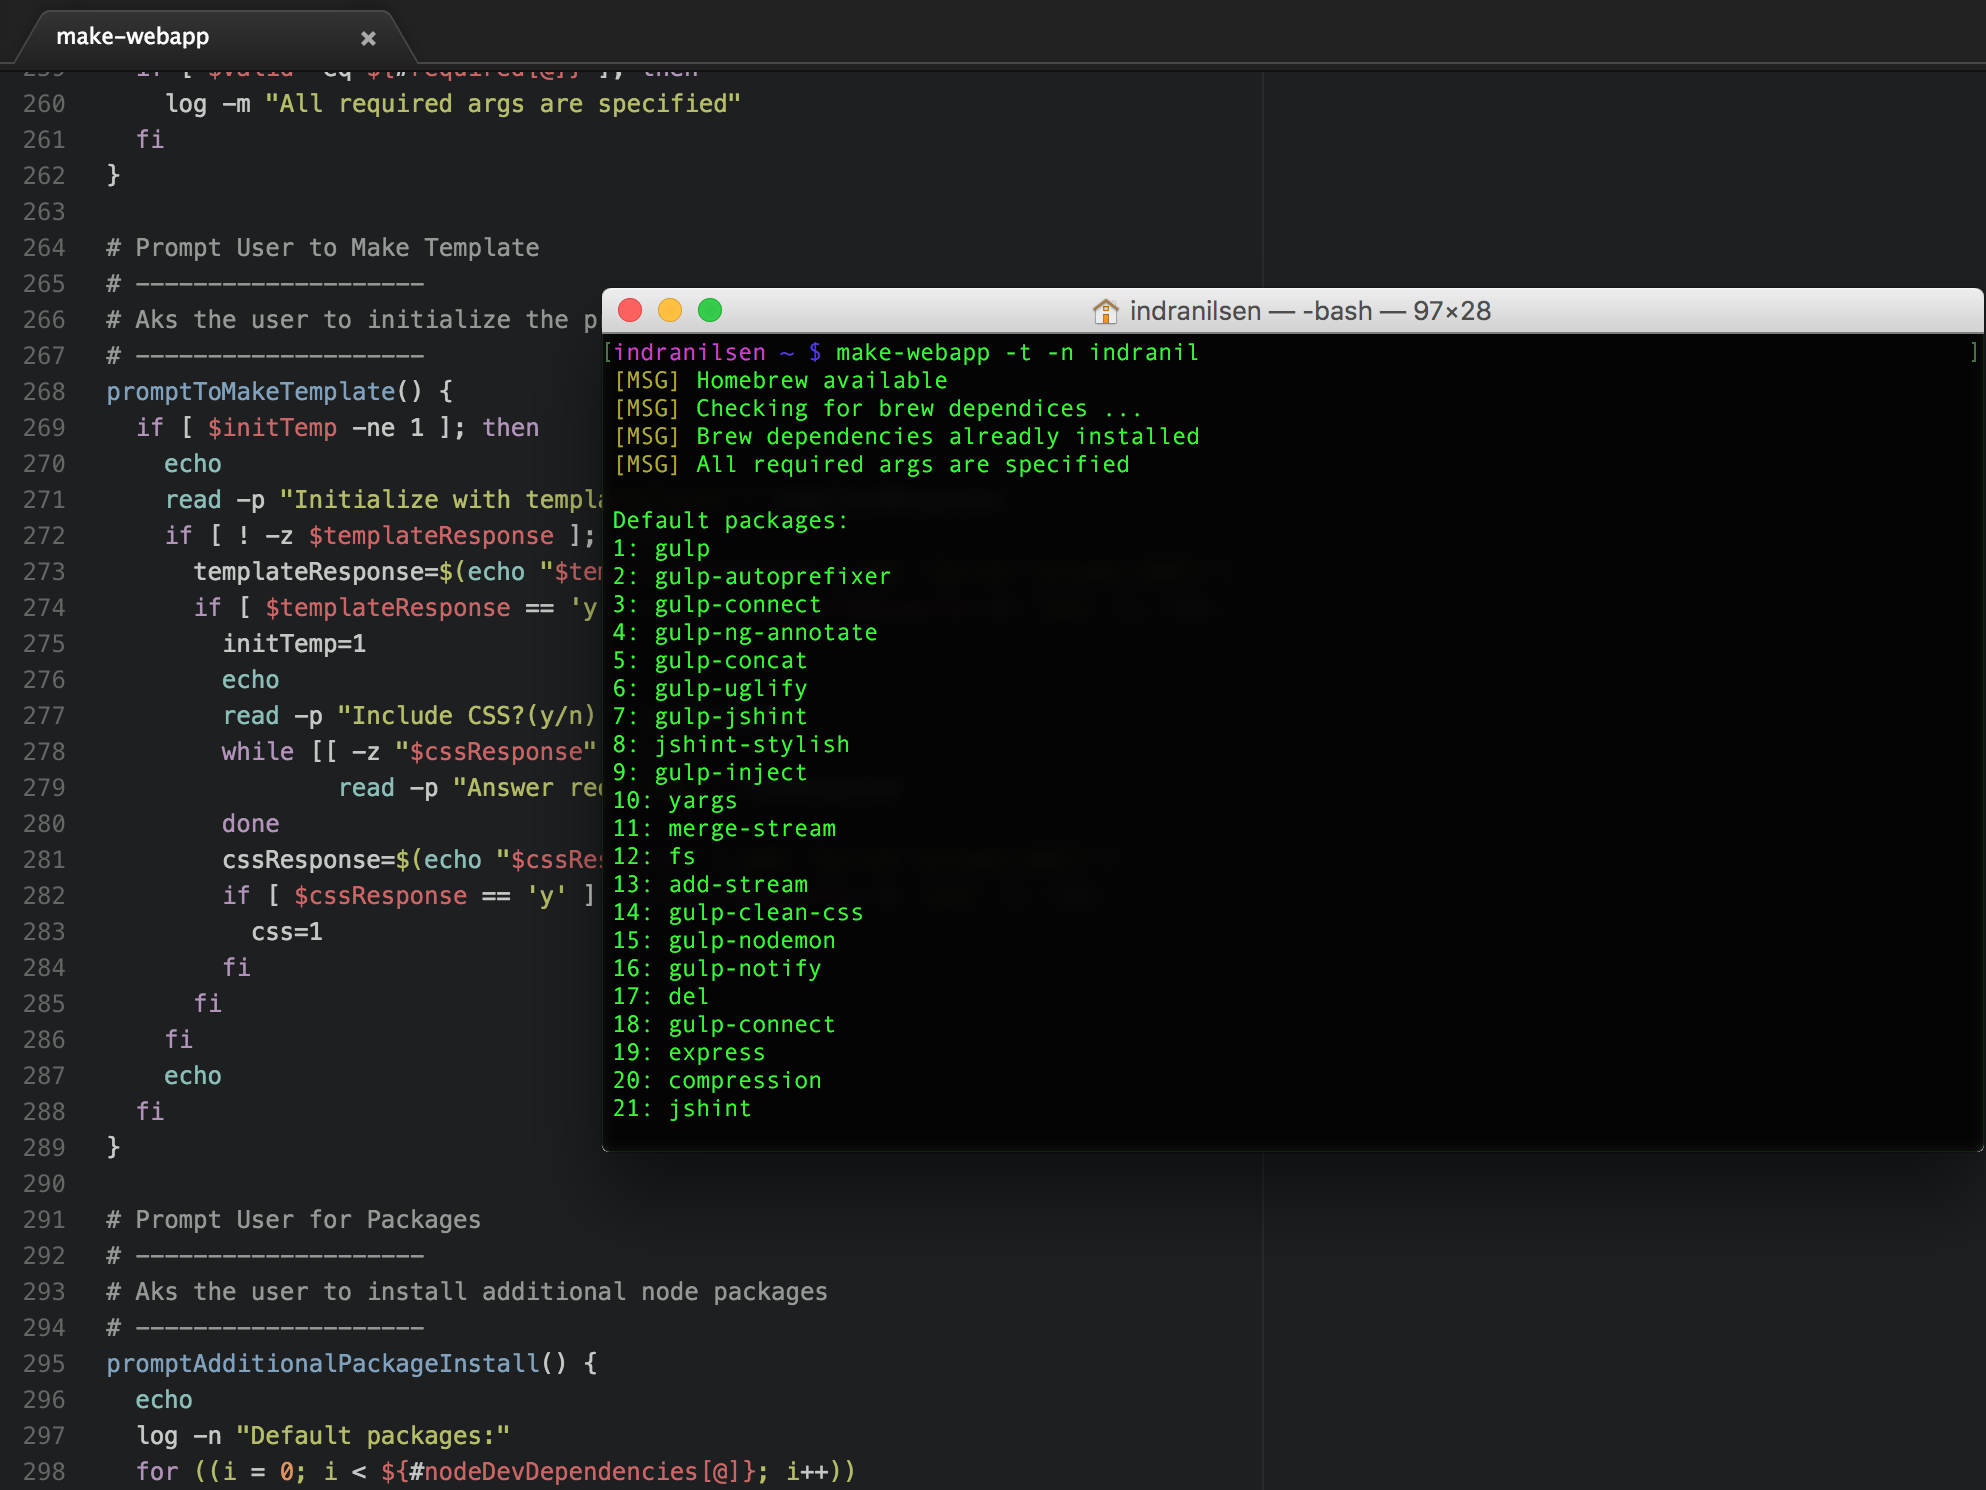 make-webapp ×
259 if [ $valid -eq ${#required[@]} ]; then
260 log -m "All required args are specified"
261 fi
262 }
263
264 # Prompt User to Make Template
265 # --------------------
266 # Aks the user to initialize the p
267 # --------------------
268 promptToMakeTemplate() {
269 if [ $initTemp -ne 1 ]; then
270 echo
271 read -p "Initialize with templa
272 if [ ! -z $templateResponse ];
273 templateResponse=$(echo "$tem
274 if [ $templateResponse == 'y
275 initTemp=1
276 echo
277 read -p "Include CSS?(y/n)
278 while [[ -z "$cssResponse"
279 read -p "Answer req
280 done
281 cssResponse=$(echo "$cssRes
282 if [ $cssResponse == 'y' ]
283 css=1
284 fi
285 fi
286 fi
287 echo
288 fi
289 }
290
291 # Prompt User for Packages
292 # --------------------
293 # Aks the user to install additional node packages
294 # --------------------
295 promptAdditionalPackageInstall() {
296 echo
297 log -n "Default packages:"
298 for ((i = 0; i < ${#nodeDevDependencies[@]}; i++))
indranilsen — -bash — 97×28
[indranilsen ~ $ make-webapp -t -n indranil ]
[MSG] Homebrew available
[MSG] Checking for brew dependices ...
[MSG] Brew dependencies alreadly installed
[MSG] All required args are specified
Default packages:
1: gulp
2: gulp-autoprefixer
3: gulp-connect
4: gulp-ng-annotate
5: gulp-concat
6: gulp-uglify
7: gulp-jshint
8: jshint-stylish
9: gulp-inject
10: yargs
11: merge-stream
12: fs
13: add-stream
14: gulp-clean-css
15: gulp-nodemon
16: gulp-notify
17: del
18: gulp-connect
19: express
20: compression
21: jshint